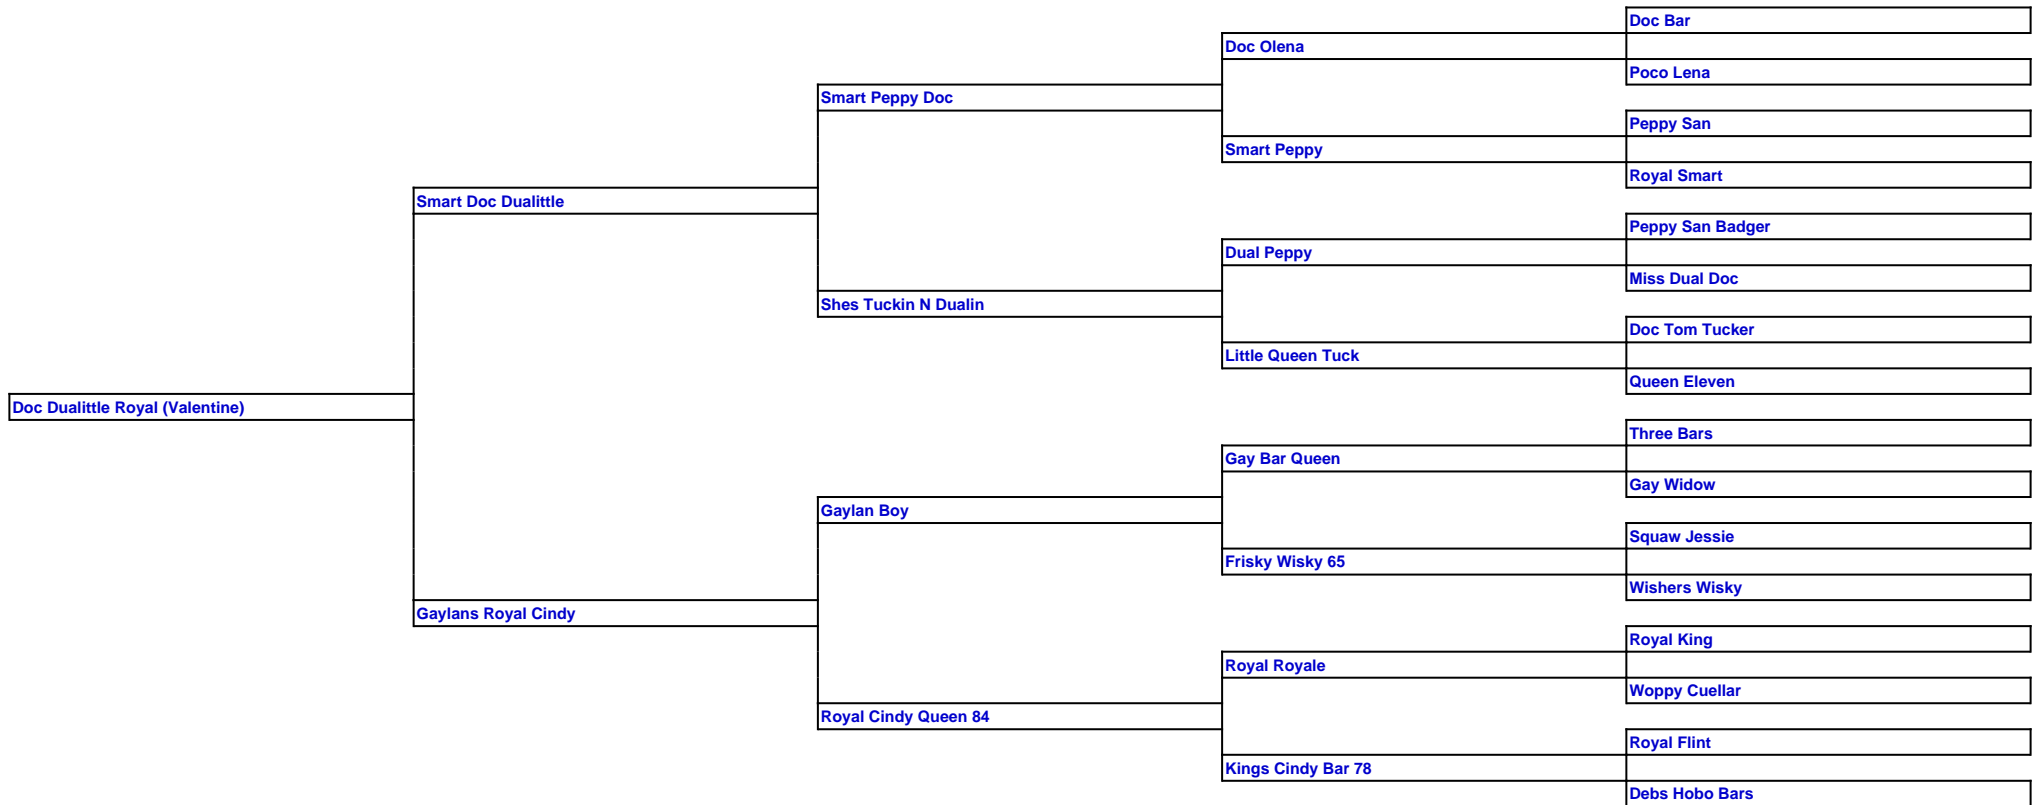 Doc Bar
Doc Olena
Poco Lena
Smart Peppy Doc
Peppy San
Smart Peppy
Royal Smart
Smart Doc Dualittle
Peppy San Badger
Dual Peppy
Miss Dual Doc
Shes Tuckin N Dualin
Doc Tom Tucker
Little Queen Tuck
Queen Eleven
Doc Dualittle Royal (Valentine)
Three Bars
Gay Bar Queen
Gay Widow
Gaylan Boy
Squaw Jessie
Frisky Wisky 65
Wishers Wisky
Gaylans Royal Cindy
Royal King
Royal Royale
Woppy Cuellar
Royal Cindy Queen 84
Royal Flint
Kings Cindy Bar 78
Debs Hobo Bars